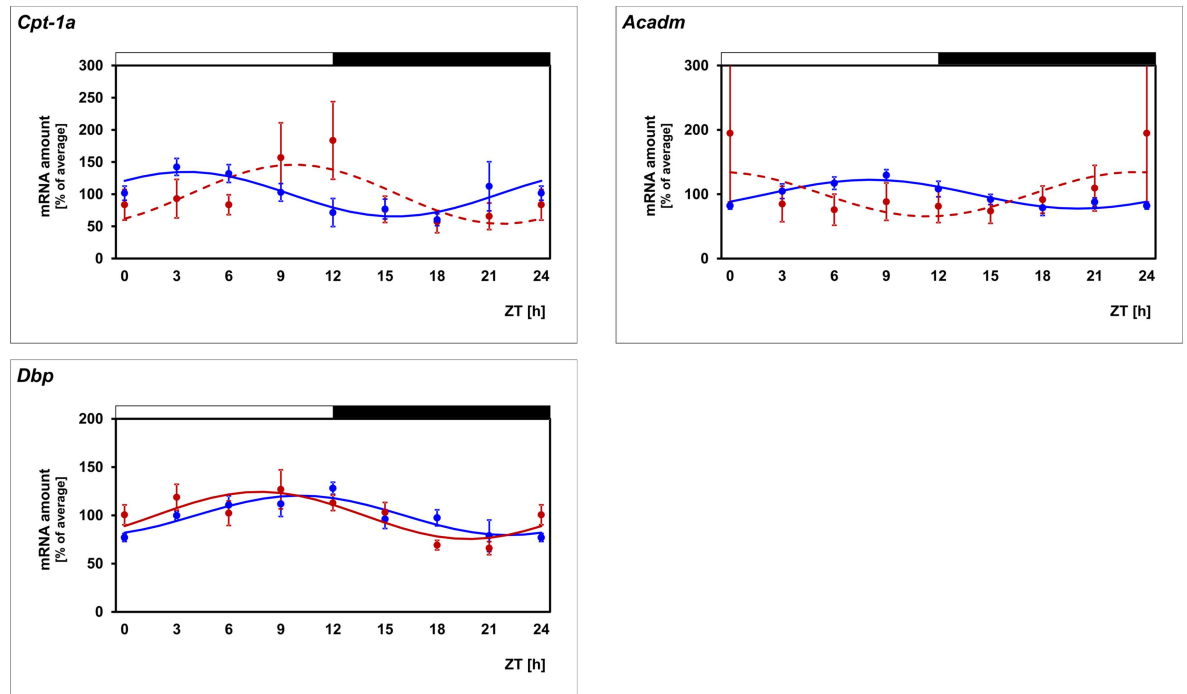 Cpt-1a
mRNA amount
[% of average]
300
250
200
150
100
50
0
0 3 6 9 12 15 18 21 24
ZT [h]
Acadm
mRNA amount
[% of average]
300
200
100
0
0 3 6 9 12 15 18 21 24
ZT [h]
Dbp
mRNA amount
[% of average]
200
150
100
50
0
0 3 6 9 12 15 18 21 24
ZT [h]